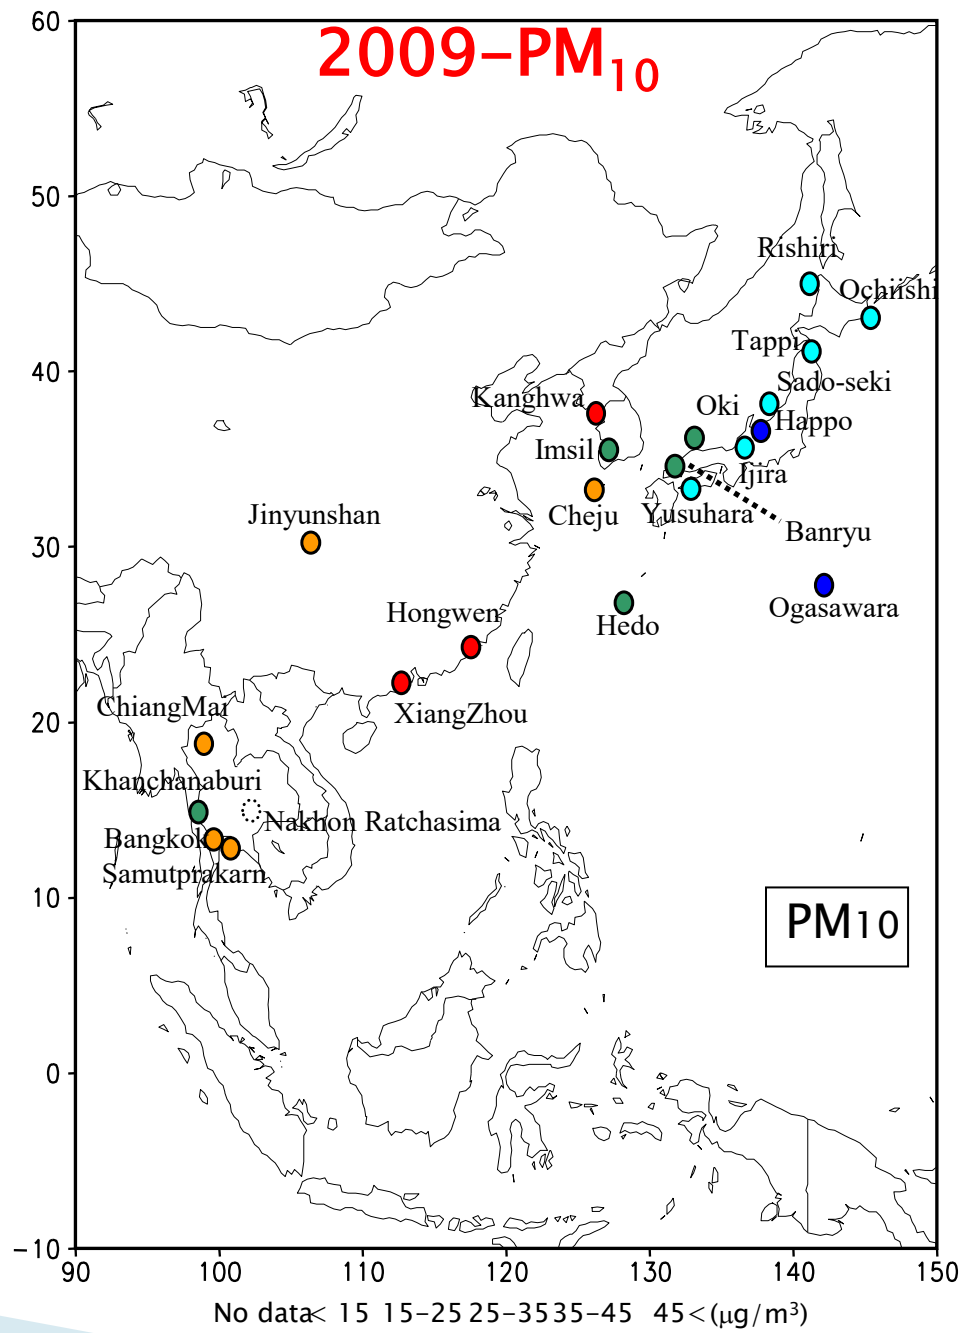 60
2009-PM10
50
Rishiri
Ochiishi
Tappi
40
Sado-seki
Kanghwa
Oki
Happo
Imsil
Ijira
Cheju
Yusuhara
Jinyunshan
Banryu
30
Ogasawara
Hongwen
Hedo
ChiangMai
XiangZhou
20
Khanchanaburi
Nakhon Ratchasima
Bangkok
Samutprakarn
10
PM10
0
-10
90 100 110 120 130 140 150
No data< 15 15-25 25-35 35-45 45<(μg/m³)